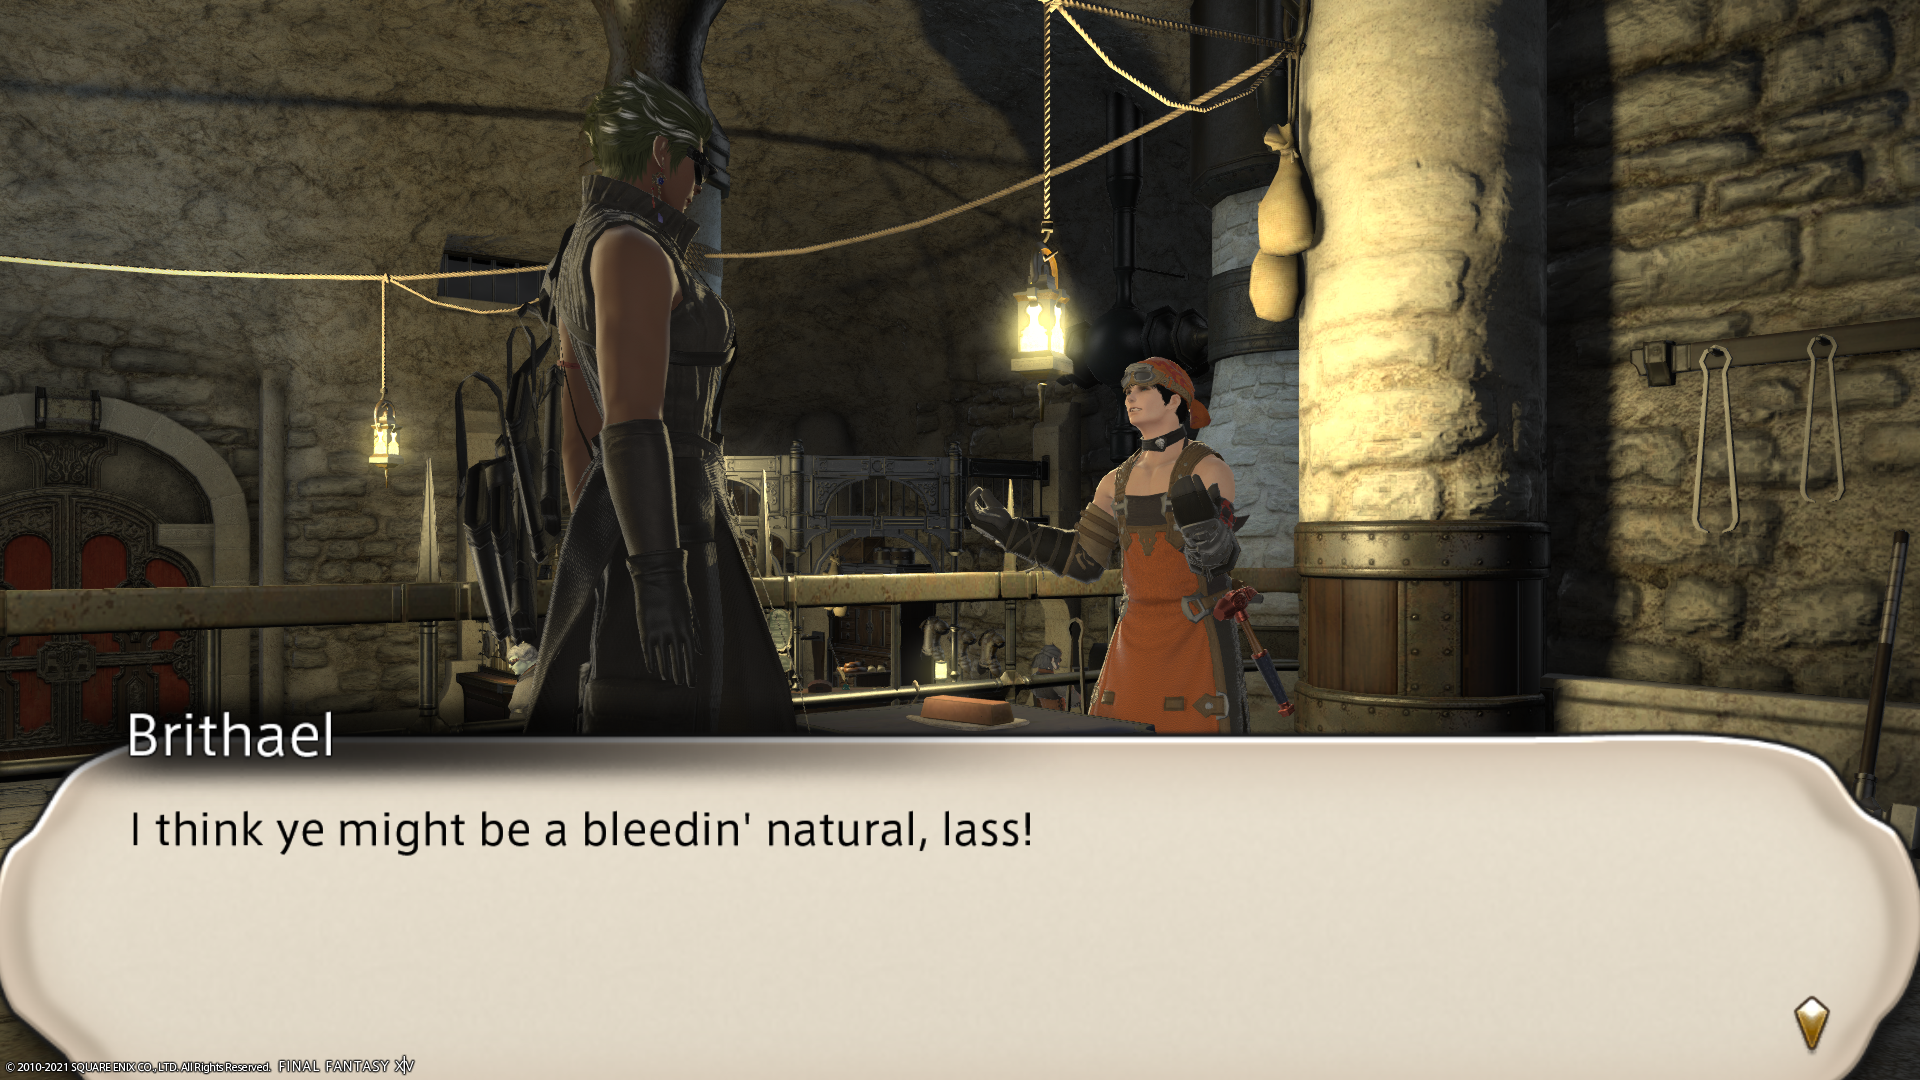 Brithael
I think ye might be a bleedin' natural, lass!
© 2010-2021 SQUARE ENIX CO., LTD. All Rights Reserved. FINAL FANTASY XIV